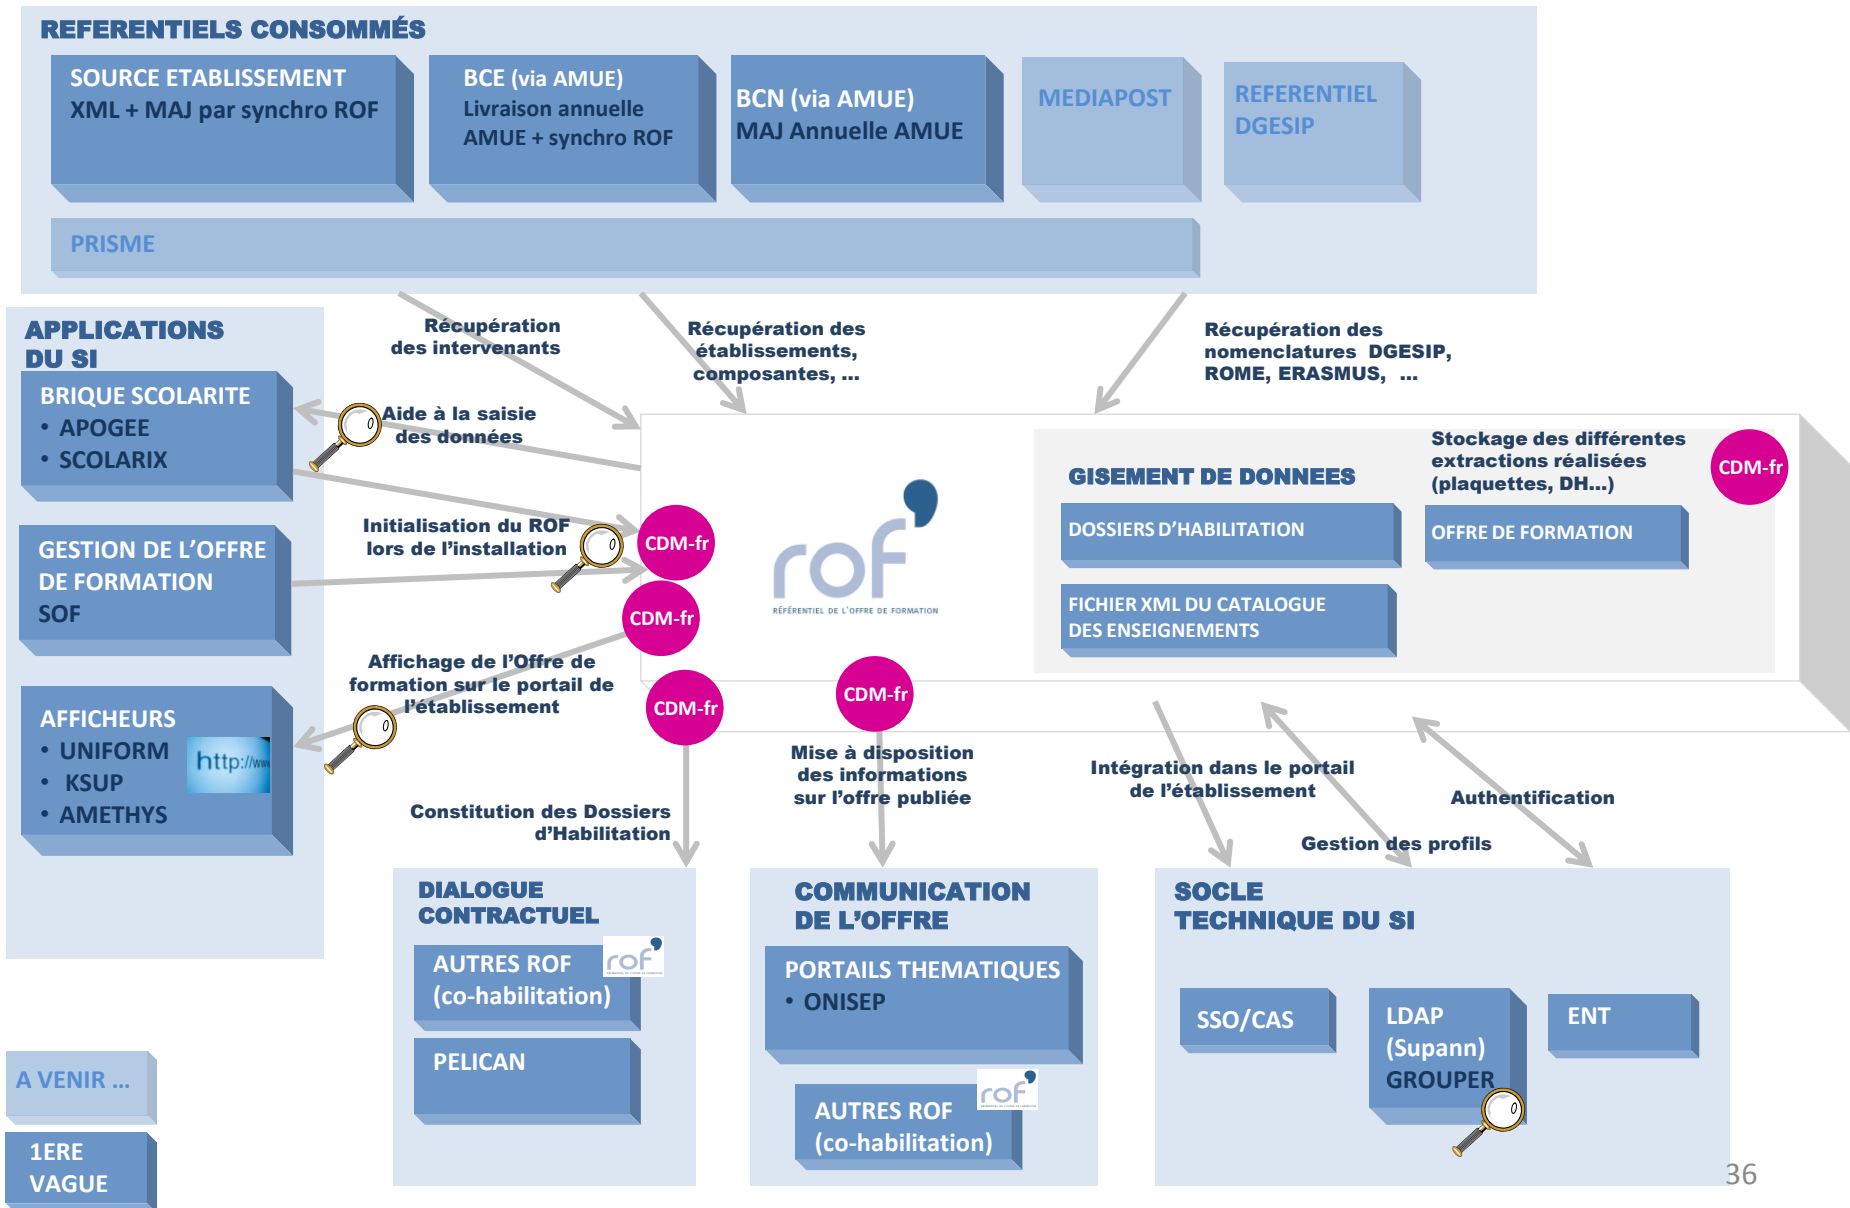 REFERENTIELS CONSOMMÉS
SOURCE ETABLISSEMENT
XML + MAJ par synchro ROF
BCE (via AMUE)
Livraison annuelle
AMUE + synchro ROF
BCN (via AMUE)
MAJ Annuelle AMUE
MEDIAPOST
REFERENTIEL
DGESIP
PRISME
APPLICATIONS
DU SI
BRIQUE SCOLARITE
• APOGEE
• SCOLARIX
GESTION DE L’OFFRE
DE FORMATION
SOF
AFFICHEURS
• UNIFORM
• KSUP
• AMETHYS
http://www
Récupération
des intervenants
Récupération des
établissements,
composantes, ...
Récupération des
nomenclatures DGESIP,
ROME, ERASMUS, ...
Aide à la saisie
des données
Initialisation du ROF
lors de l’installation
Affichage de l’Offre de
formation sur le portail de
l’établissement
CDM-fr
CDM-fr
CDM-fr
CDM-fr
CDM-fr
rof
RÉFÉRENTIEL DE L'OFFRE DE FORMATION
GISEMENT DE DONNEES
DOSSIERS D’HABILITATION
FICHIER XML DU CATALOGUE
DES ENSEIGNEMENTS
Stockage des différentes
extractions réalisées
(plaquettes, DH...)
OFFRE DE FORMATION
Constitution des Dossiers
d’Habilitation
Mise à disposition
des informations
sur l’offre publiée
Intégration dans le portail
de l’établissement
Gestion des profils
Authentification
DIALOGUE
CONTRACTUEL
AUTRES ROF
(co-habilitation)
rof
PELICAN
COMMUNICATION
DE L’OFFRE
PORTAILS THEMATIQUES
• ONISEP
AUTRES ROF
(co-habilitation)
rof
SOCLE
TECHNIQUE DU SI
SSO/CAS
LDAP
(Supann)
GROUPER
ENT
A VENIR ...
1ERE
VAGUE
36